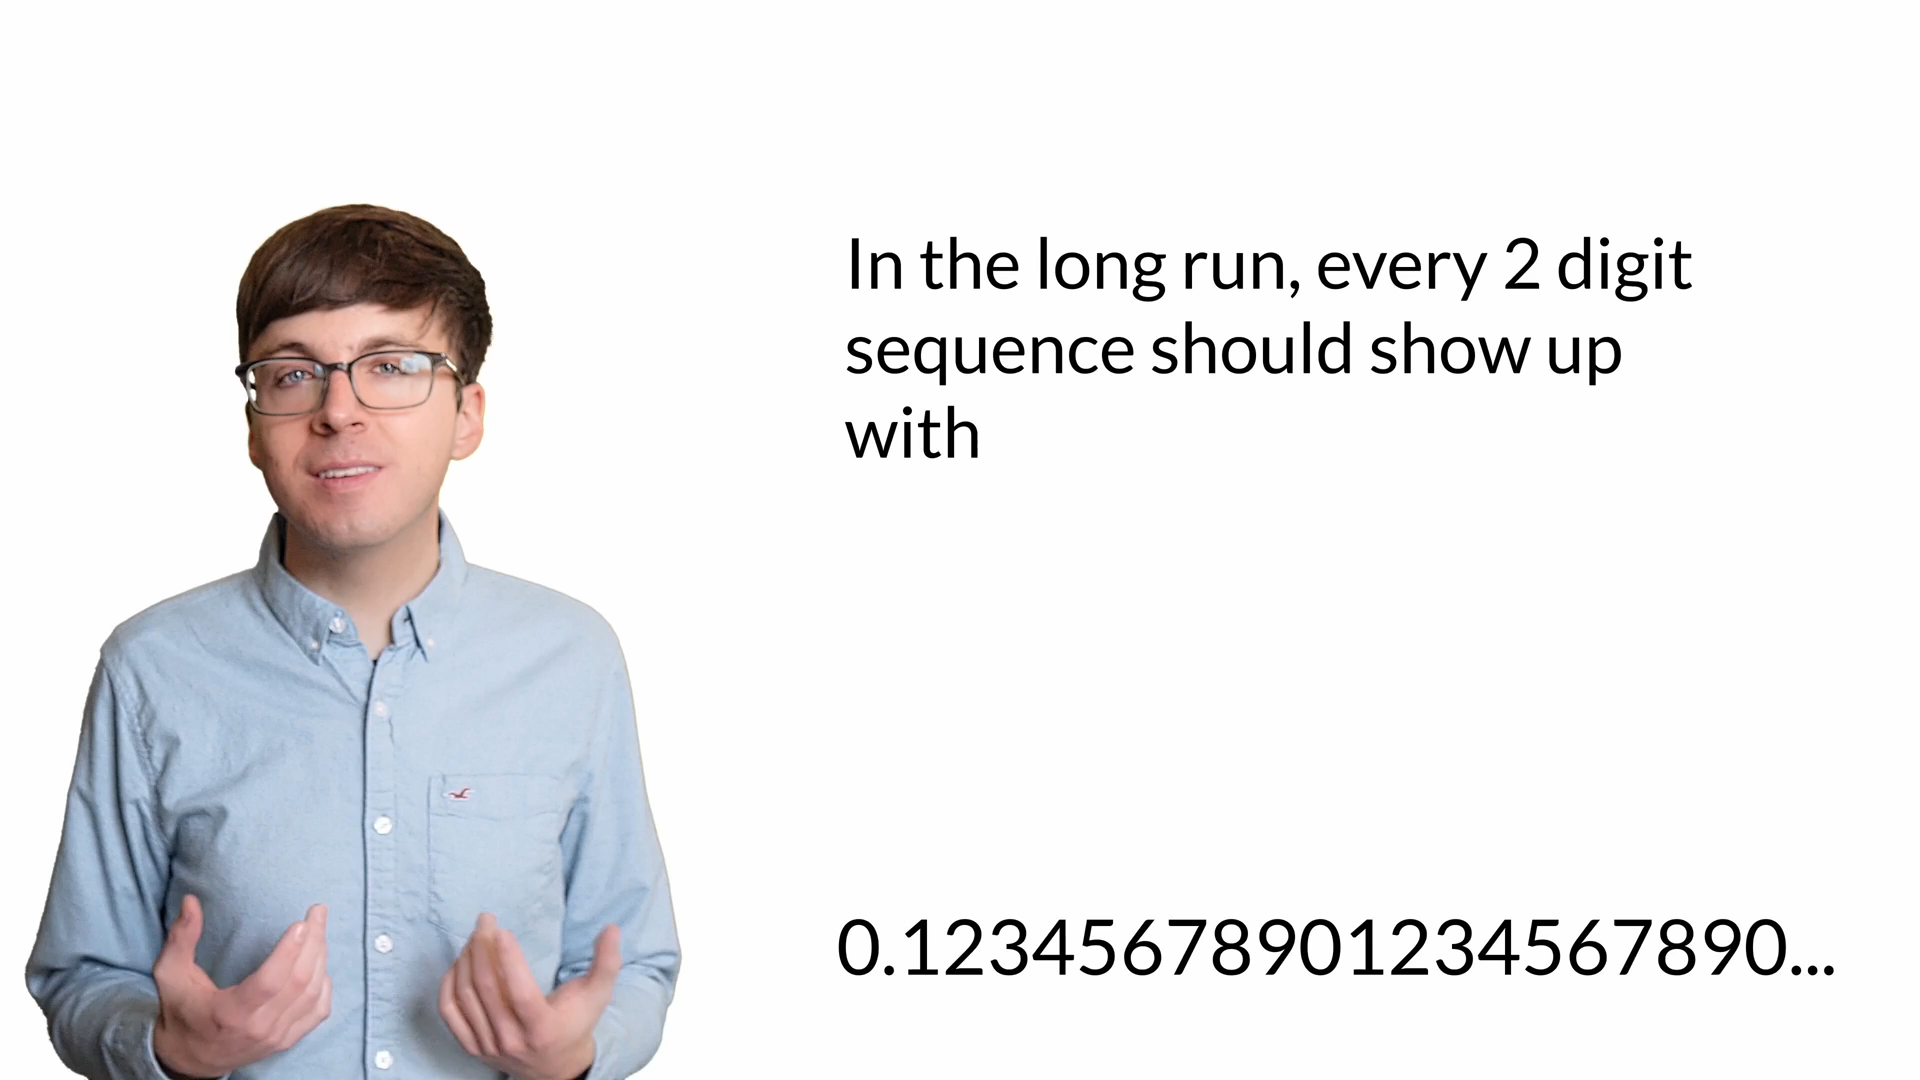 In the long run, every 2 digit
sequence should show up
with
0.12345678901234567890...